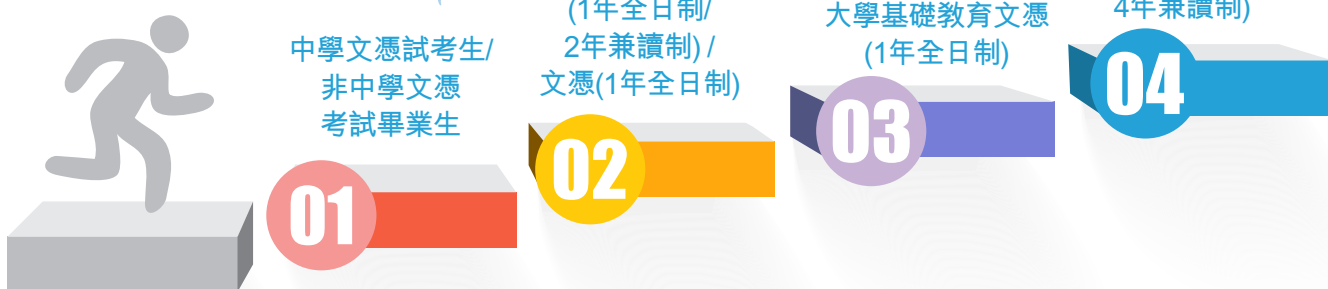 中學文憑試考生/
非中學文憑
考試畢業生
01
(1年全日制/
2年兼讀制) /
文憑(1年全日制)
02
大學基礎教育文憑
(1年全日制)
03
4年兼讀制)
04